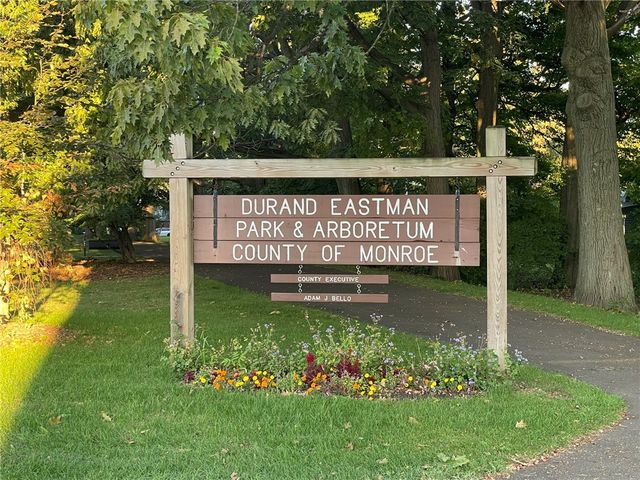 DURAND EASTMAN
PARK & ARBORETUM
COUNTY OF MONROE
COUNTY EXECUTIVE
ADAM J BELLO